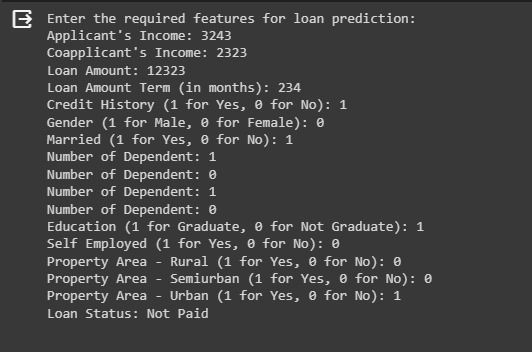 Enter the required features for loan prediction:
Applicant's Income: 3243
Coapplicant's Income: 2323
Loan Amount: 12323
Loan Amount Term (in months): 234
Credit History (1 for Yes, 0 for No): 1
Gender (1 for Male, 0 for Female): 0
Married (1 for Yes, 0 for No): 1
Number of Dependent: 1
Number of Dependent: 0
Number of Dependent: 1
Number of Dependent: 0
Education (1 for Graduate, 0 for Not Graduate): 1
Self Employed (1 for Yes, 0 for No): 0
Property Area - Rural (1 for Yes, 0 for No): 0
Property Area - Semiurban (1 for Yes, 0 for No): 0
Property Area - Urban (1 for Yes, 0 for No): 1
Loan Status: Not Paid